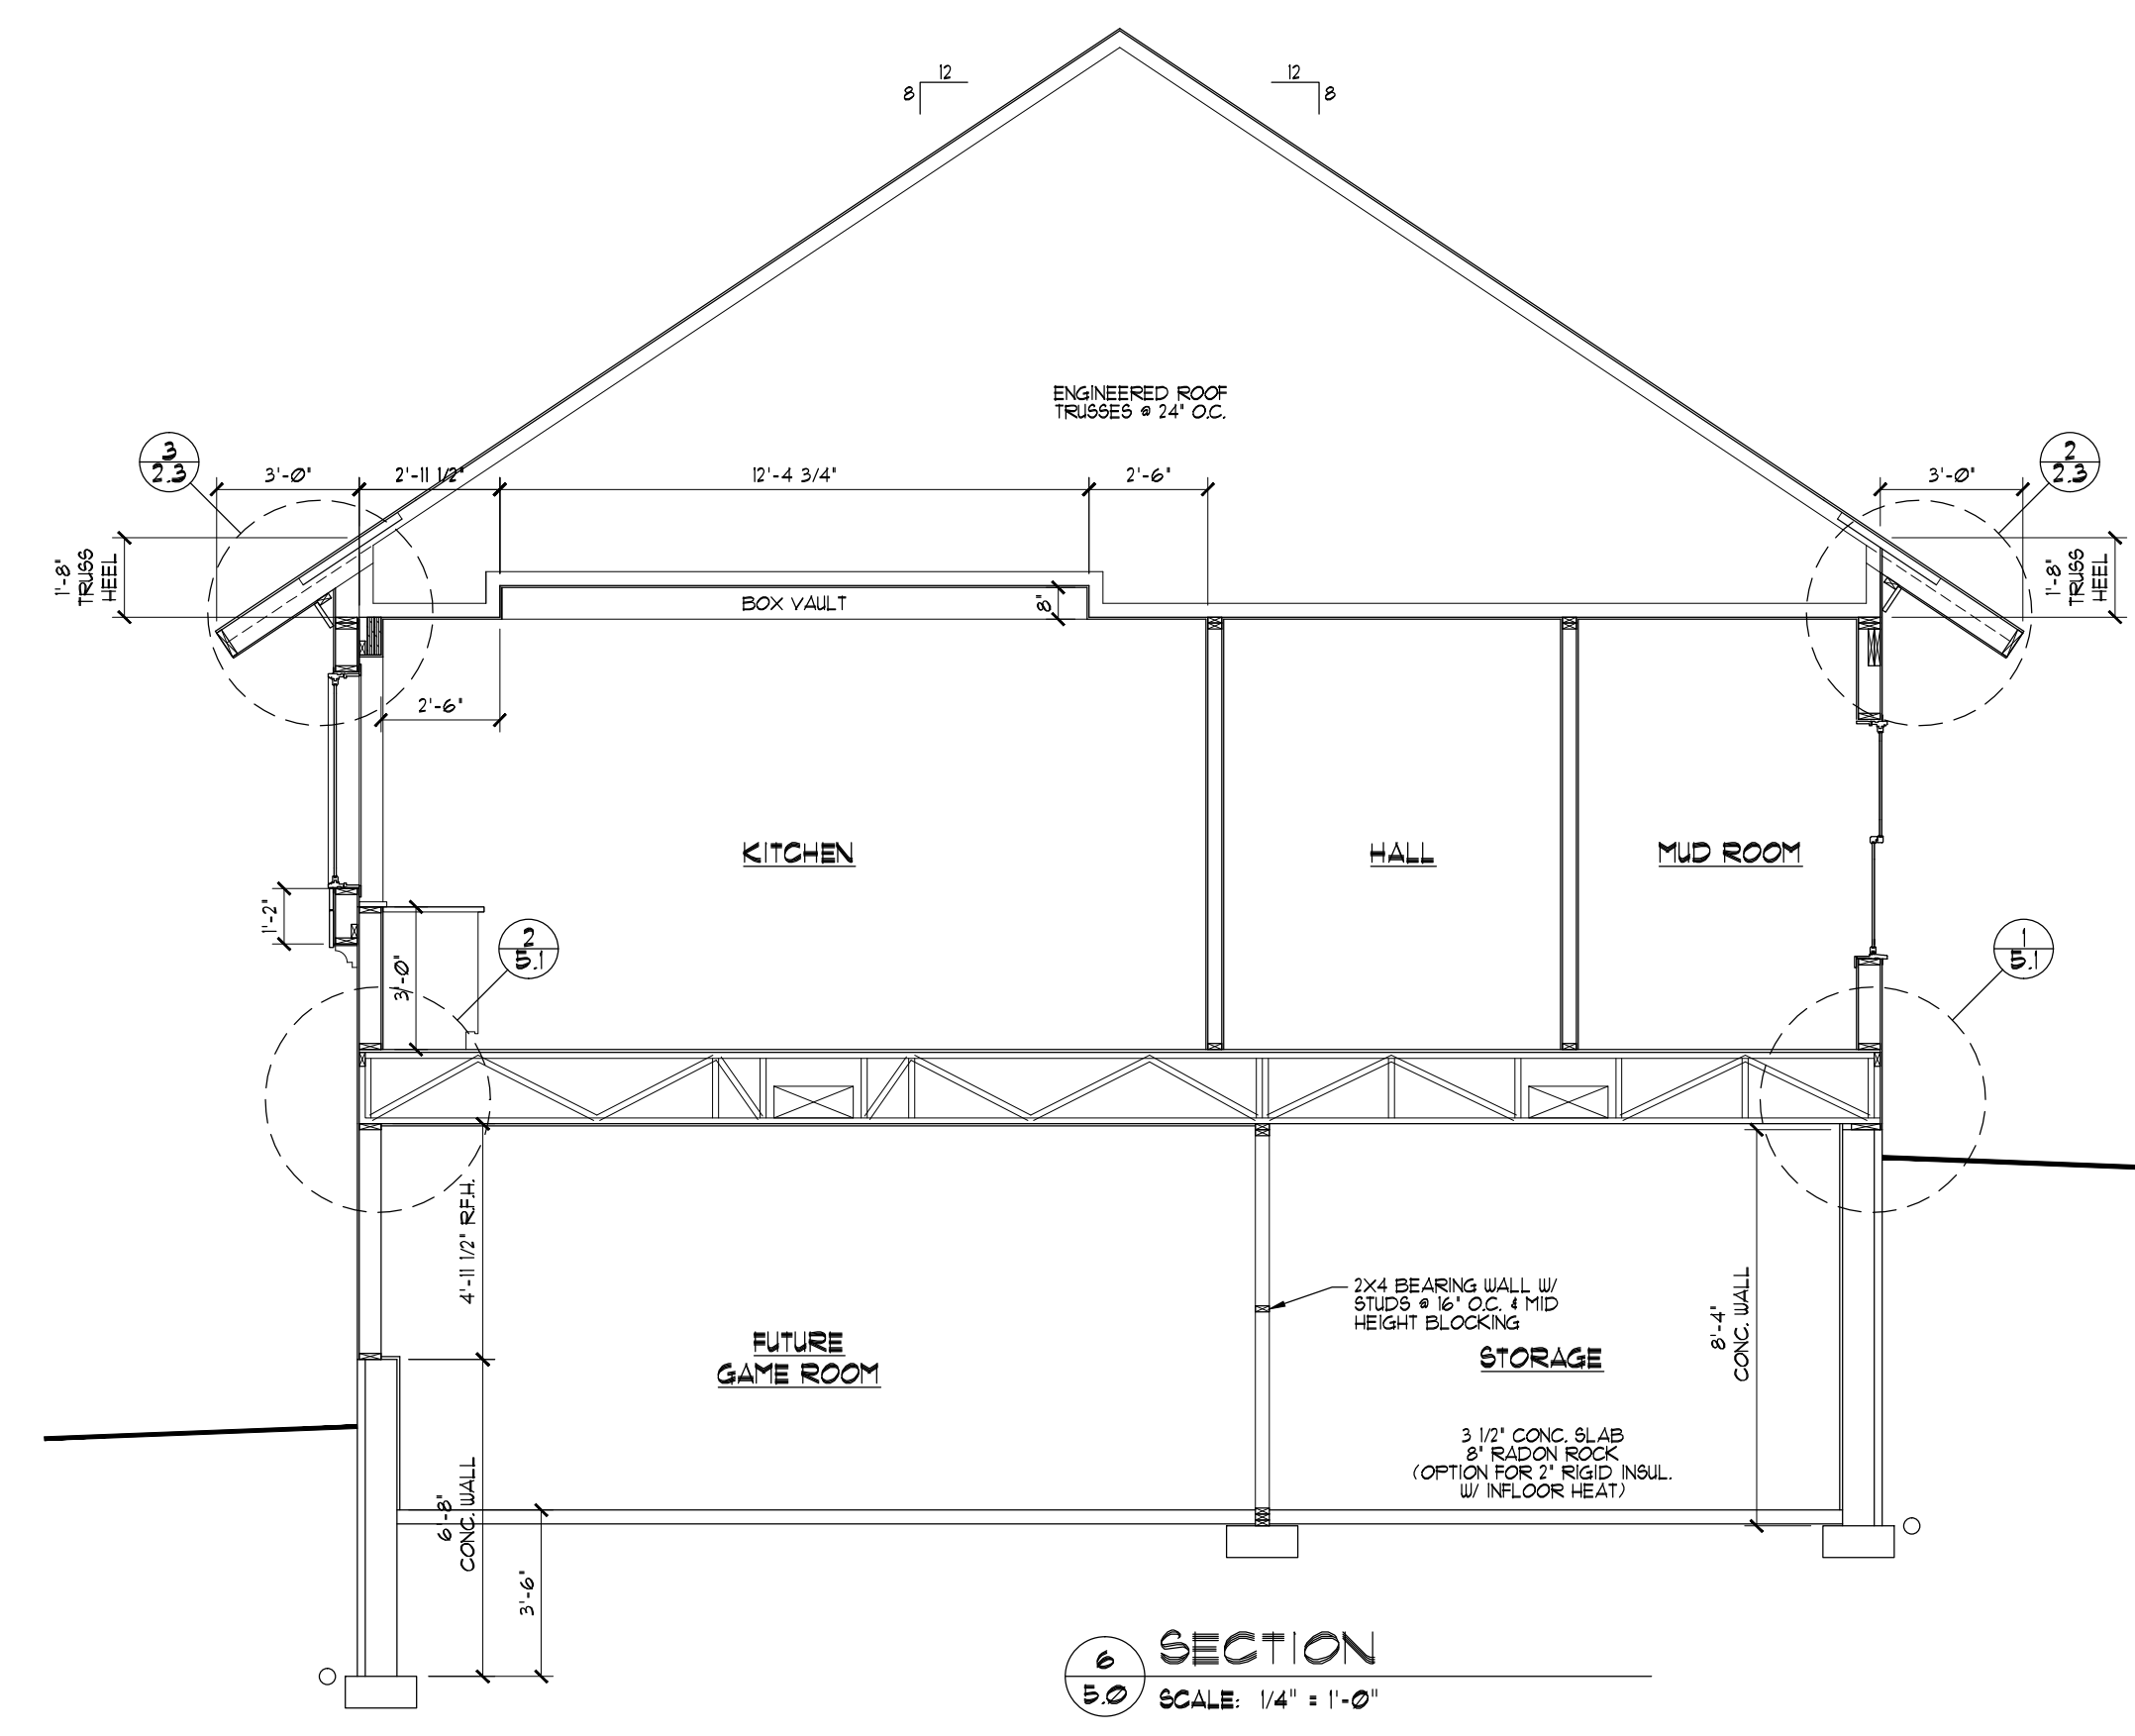 12
8
12
8
ENGINEERED ROOF
TRUSSES @ 24" O.C.
3
2.3
2
2.3
3'-0"
2'-11 1/2"
12'-4 3/4"
2'-6"
3'-0"
1'-8"
TRUSS
HEEL
1'-8"
TRUSS
HEEL
BOX VAULT
8"
2'-6"
KITCHEN
HALL
MUD ROOM
1'-2"
3'-0"
2
5.1
1
5.1
4'-11 1/2" R.F.H.
2X4 BEARING WALL W/
STUDS @ 16" O.C. & MID
HEIGHT BLOCKING
8'-4"
CONC. WALL
FUTURE
GAME ROOM
STORAGE
3 1/2" CONC. SLAB
8" RADON ROCK
(OPTION FOR 2" RIGID INSUL.
W/ INFLOOR HEAT)
6'-8"
CONC. WALL
3'-6"
6
5.0
SECTION
SCALE: 1/4" = 1'-0"